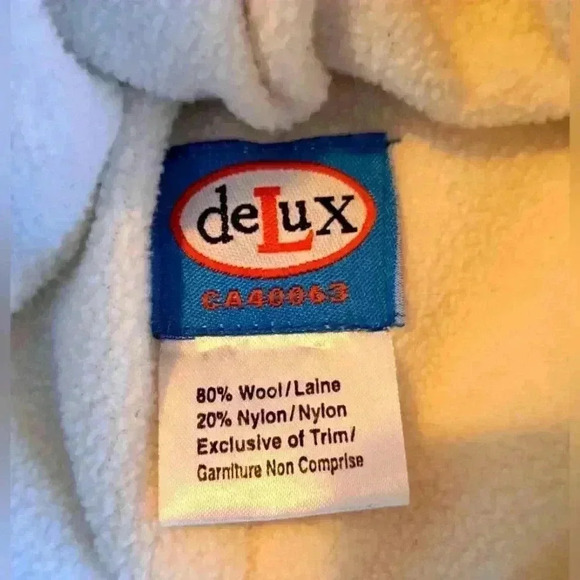 deLux
CA40063
80% Wool/Laine
20% Nylon/Nylon
Exclusive of Trim/
Garniture Non Comprise